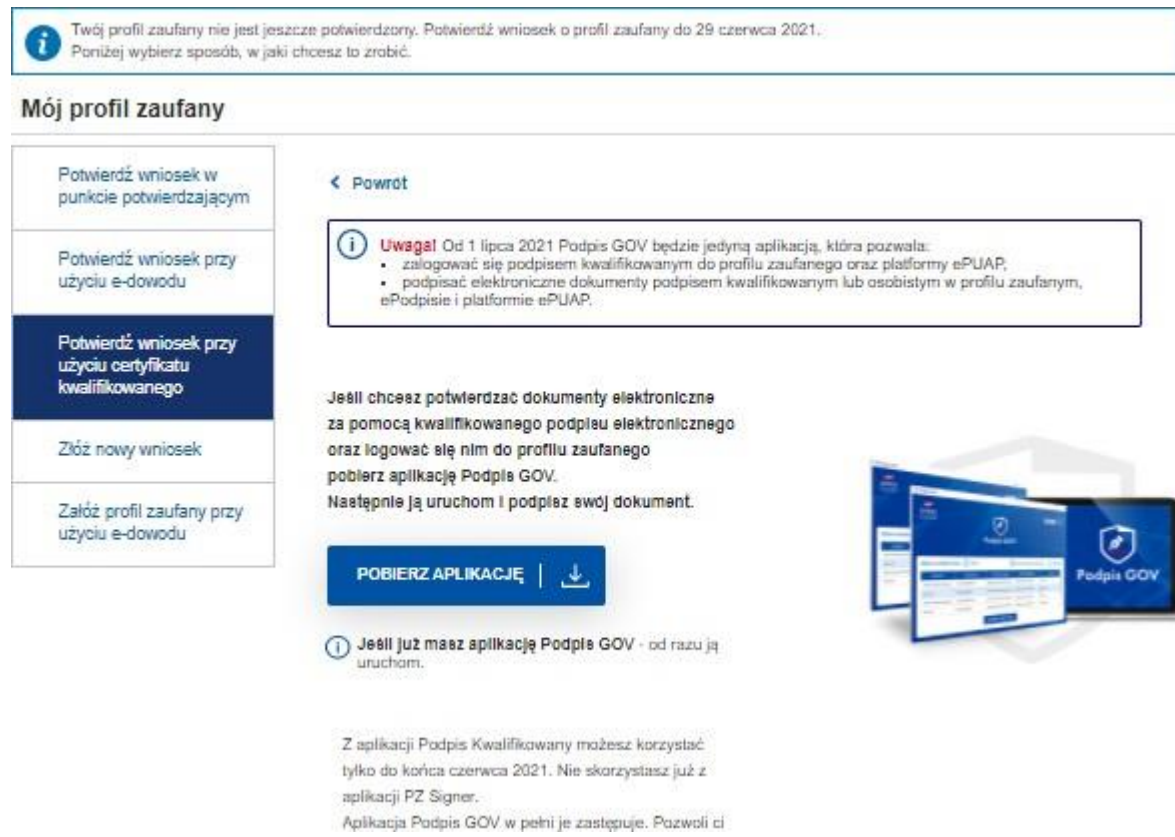 Twój profil zaufany nie jest jeszcze potwierdzony. Potwierdź wniosek o profil zaufany do 29 czerwca 2021.
Poniżej wybierz sposób, w jaki chcesz to zrobić.
Mój profil zaufany
Potwierdź wniosek w
punkcie potwierdzającym
Potwierdź wniosek przy
użyciu e-dowodu
Potwierdź wniosek przy
użyciu certyfikatu
kwalifikowanego
Złóż nowy wniosek
Załóż profil zaufany przy
użyciu e-dowodu
Powrót
Uwaga! Od 1 lipca 2021 Podpis GOV będzie jedyną aplikacją, która pozwala:
• zalogować się podpisem kwalifikowanym do profilu zaufanego oraz platformy ePUAP,
• podpisać elektroniczne dokumenty podpisem kwalifikowanym lub osobistym w profilu zaufanym,
ePodpisie i platformie ePUAP.
Jeśli chcesz potwierdzać dokumenty elektroniczne
za pomocą kwalifikowanego podpisu elektronicznego
oraz logować się nim do profilu zaufanego
pobierz aplikację Podpis GOV.
Następnie ją uruchom i podpisz swój dokument.
POBIERZ APLIKACJĘ
Jeśli już masz aplikację Podpis GOV - od razu ją
uruchom.
Podpis GOV
Z aplikacji Podpis Kwalifikowany możesz korzystać
tylko do końca czerwca 2021. Nie skorzystasz już z
aplikacji PZ Signer.
Aplikacja Podpis GOV w pełni je zastępuje. Pozwoli ci